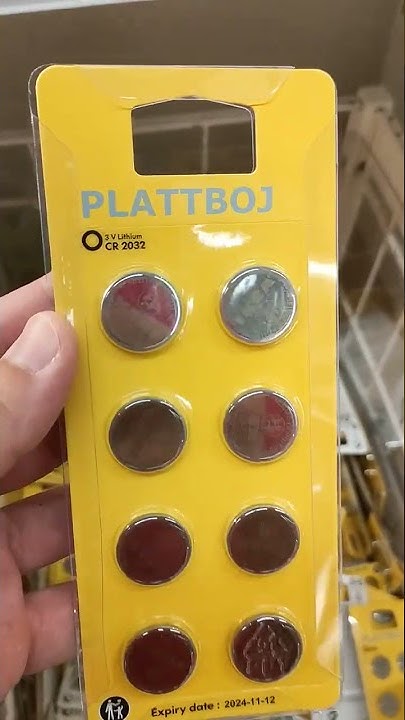 PLATTBOJ
3 V Lithium
CR 2032
Expiry date : 2024-11-12